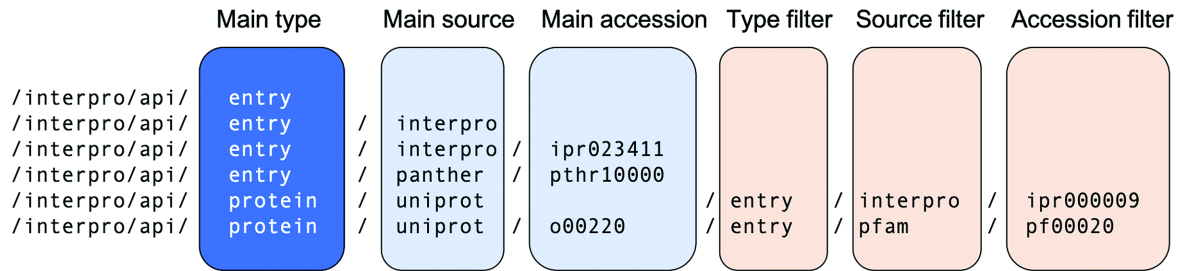 Main type Main source Main accession Type filter Source filter Accession filter
/interpro/api/ entry
/interpro/api/ entry / interpro
/interpro/api/ entry / interpro / ipr023411
/interpro/api/ entry / panther / pthr10000
/interpro/api/ protein / uniprot / entry / interpro / ipr000009
/interpro/api/ protein / uniprot / o00220 / entry / pfam / pf00020